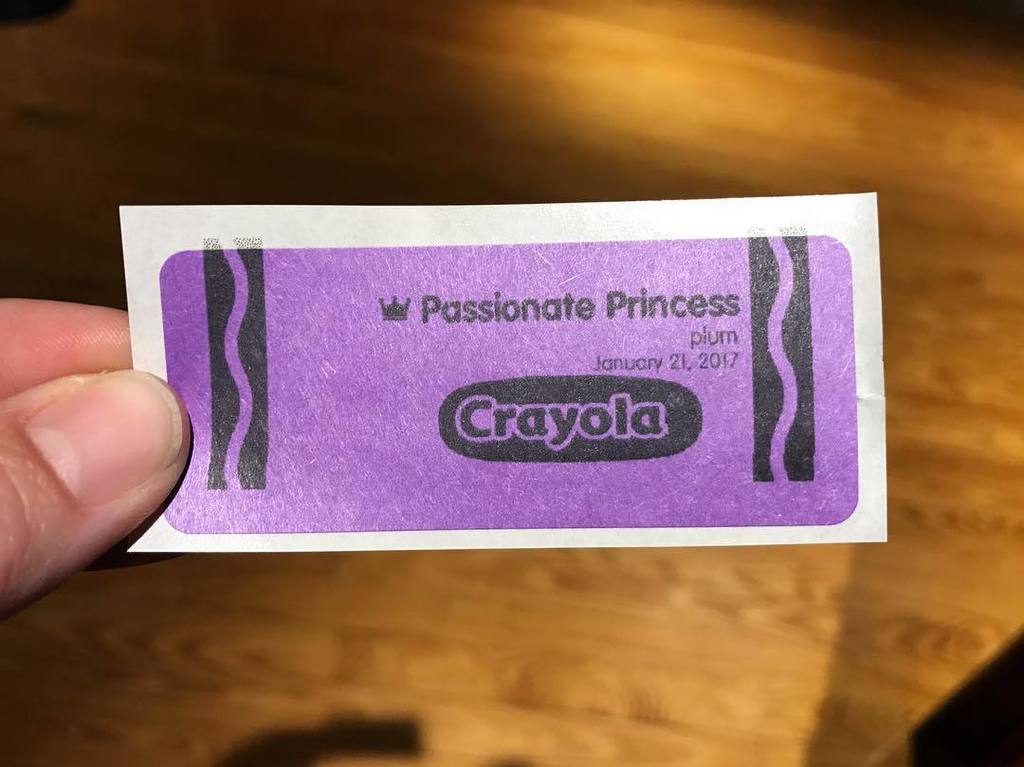 Passionate Princess
plum
January 21, 2017
Crayola